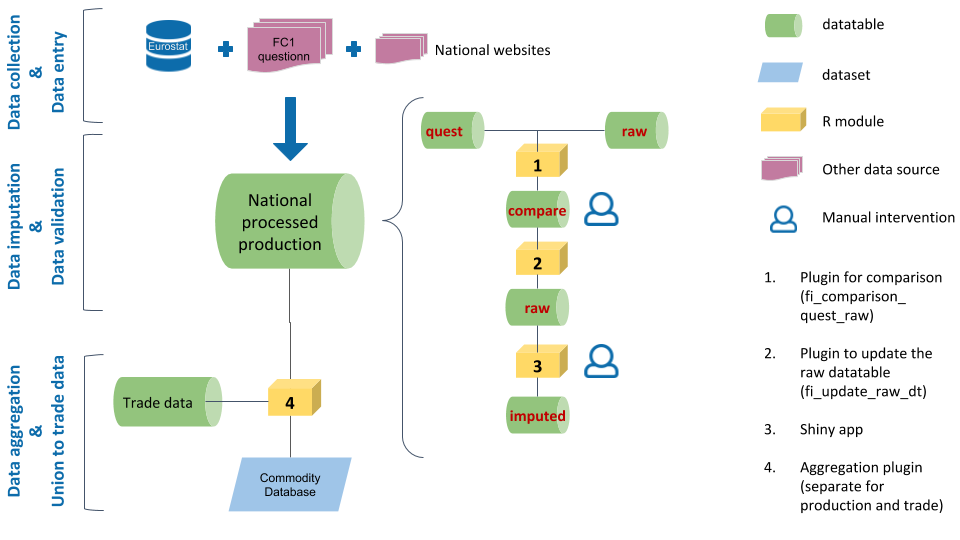 Data collection
&
Data entry
Eurostat
FC1
questionn
National websites
Data imputation
&
Data validation
National
processed
production
quest
raw
1
compare
2
raw
3
imputed
Data aggregation
&
Union to trade data
Trade data
4
Commodity
Database
datatable
dataset
R module
Other data source
Manual intervention
1. Plugin for comparison
(fi_comparison_
quest_raw)
2. Plugin to update the
raw datatable
(fi_update_raw_dt)
3. Shiny app
4. Aggregation plugin
(separate for
production and trade)